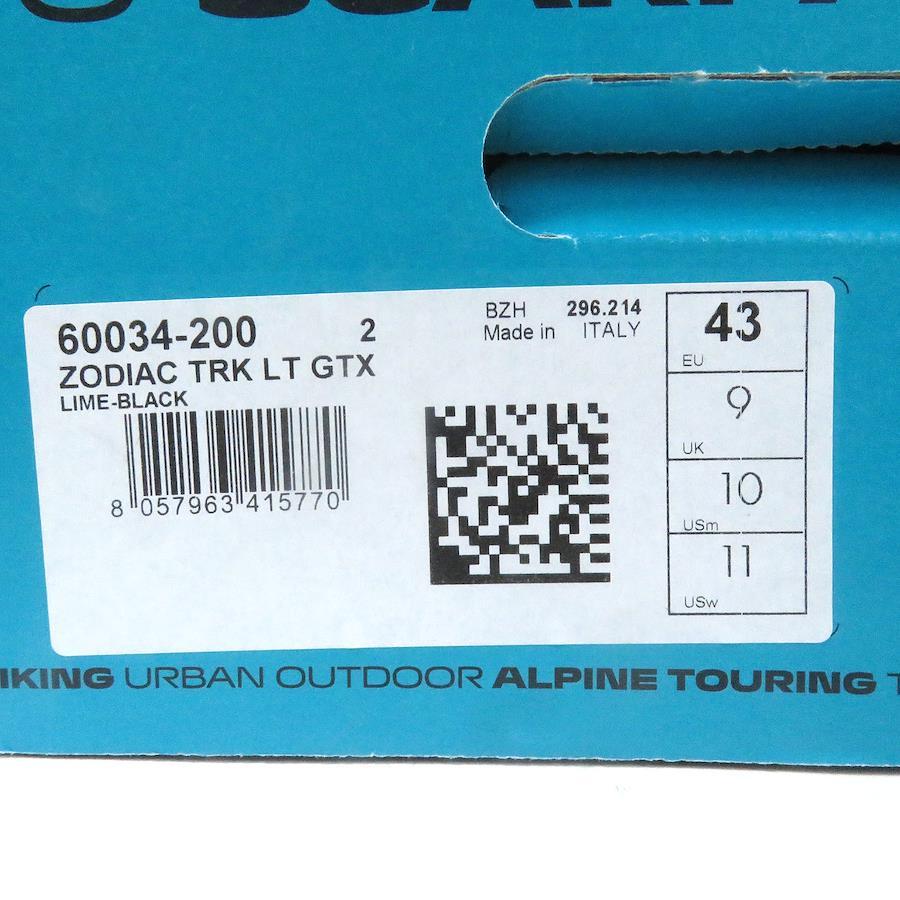 60034-200 2
ZODIAC TRK LT GTX
LIME-BLACK
8 057963 415770
BZH 296.214
Made in ITALY
43
EU
9
UK
10
USm
11
USw
URBAN OUTDOOR ALPINE TOURING